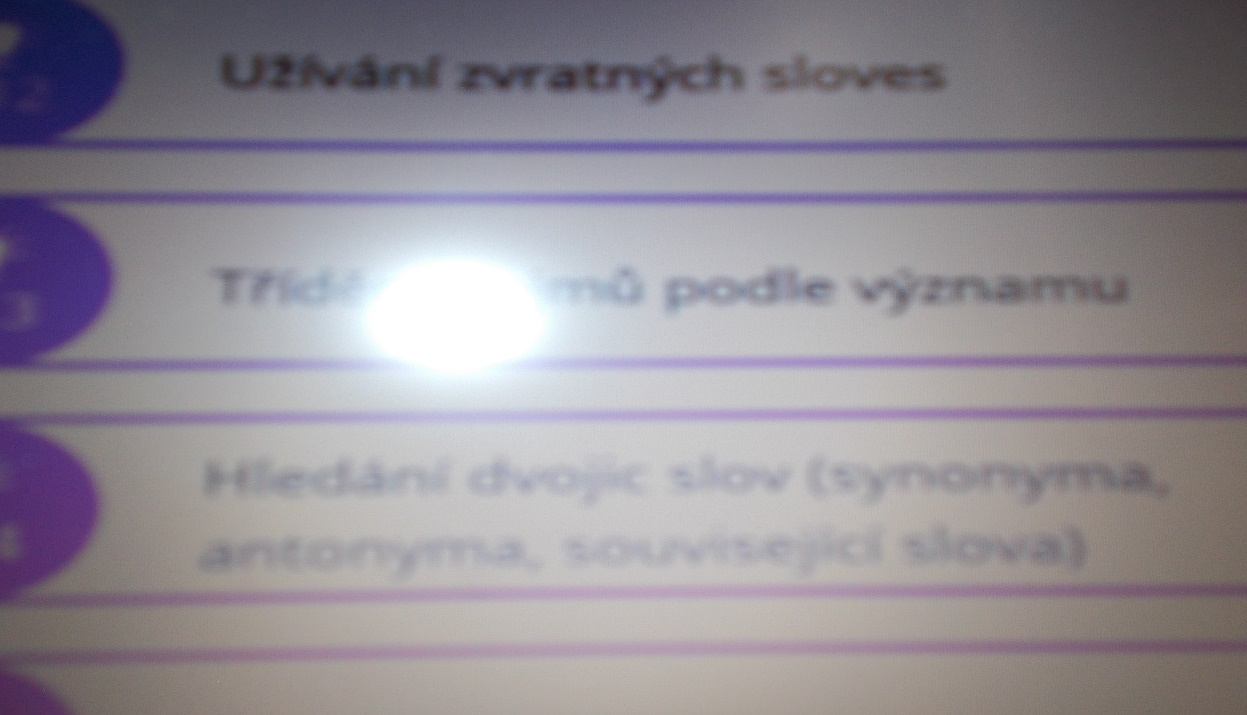 Užívání zvratných sloves
podle významu
Hledání dvojic slov (synonyma,
antonyma, související slova)